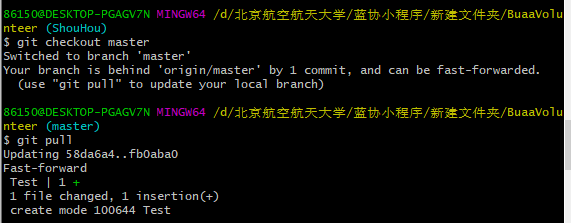 86150@DESKTOP-PGAGV7N MINGW64 /d/北京航空航天大学/蓝协小程序/新建文件夹/BuaaVolu
nteer (ShouHou)
$ git checkout master
Switched to branch 'master'
Your branch is behind 'origin/master' by 1 commit, and can be fast-forwarded.
  (use "git pull" to update your local branch)
86150@DESKTOP-PGAGV7N MINGW64 /d/北京航空航天大学/蓝协小程序/新建文件夹/BuaaVolu
nteer (master)
$ git pull
Updating 58da6a4..fb0aba0
Fast-forward
 Test | 1 +
 1 file changed, 1 insertion(+)
 create mode 100644 Test